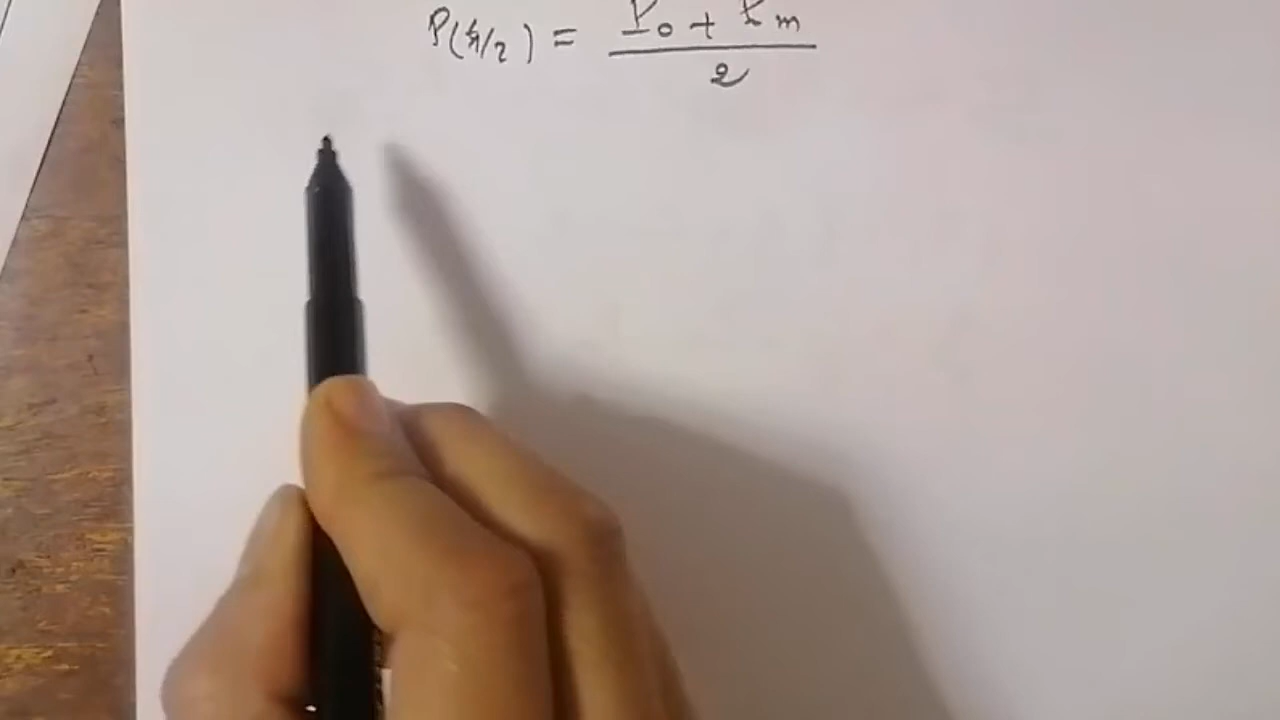 P(h/2) = (P₀ + Pₘ) / 2